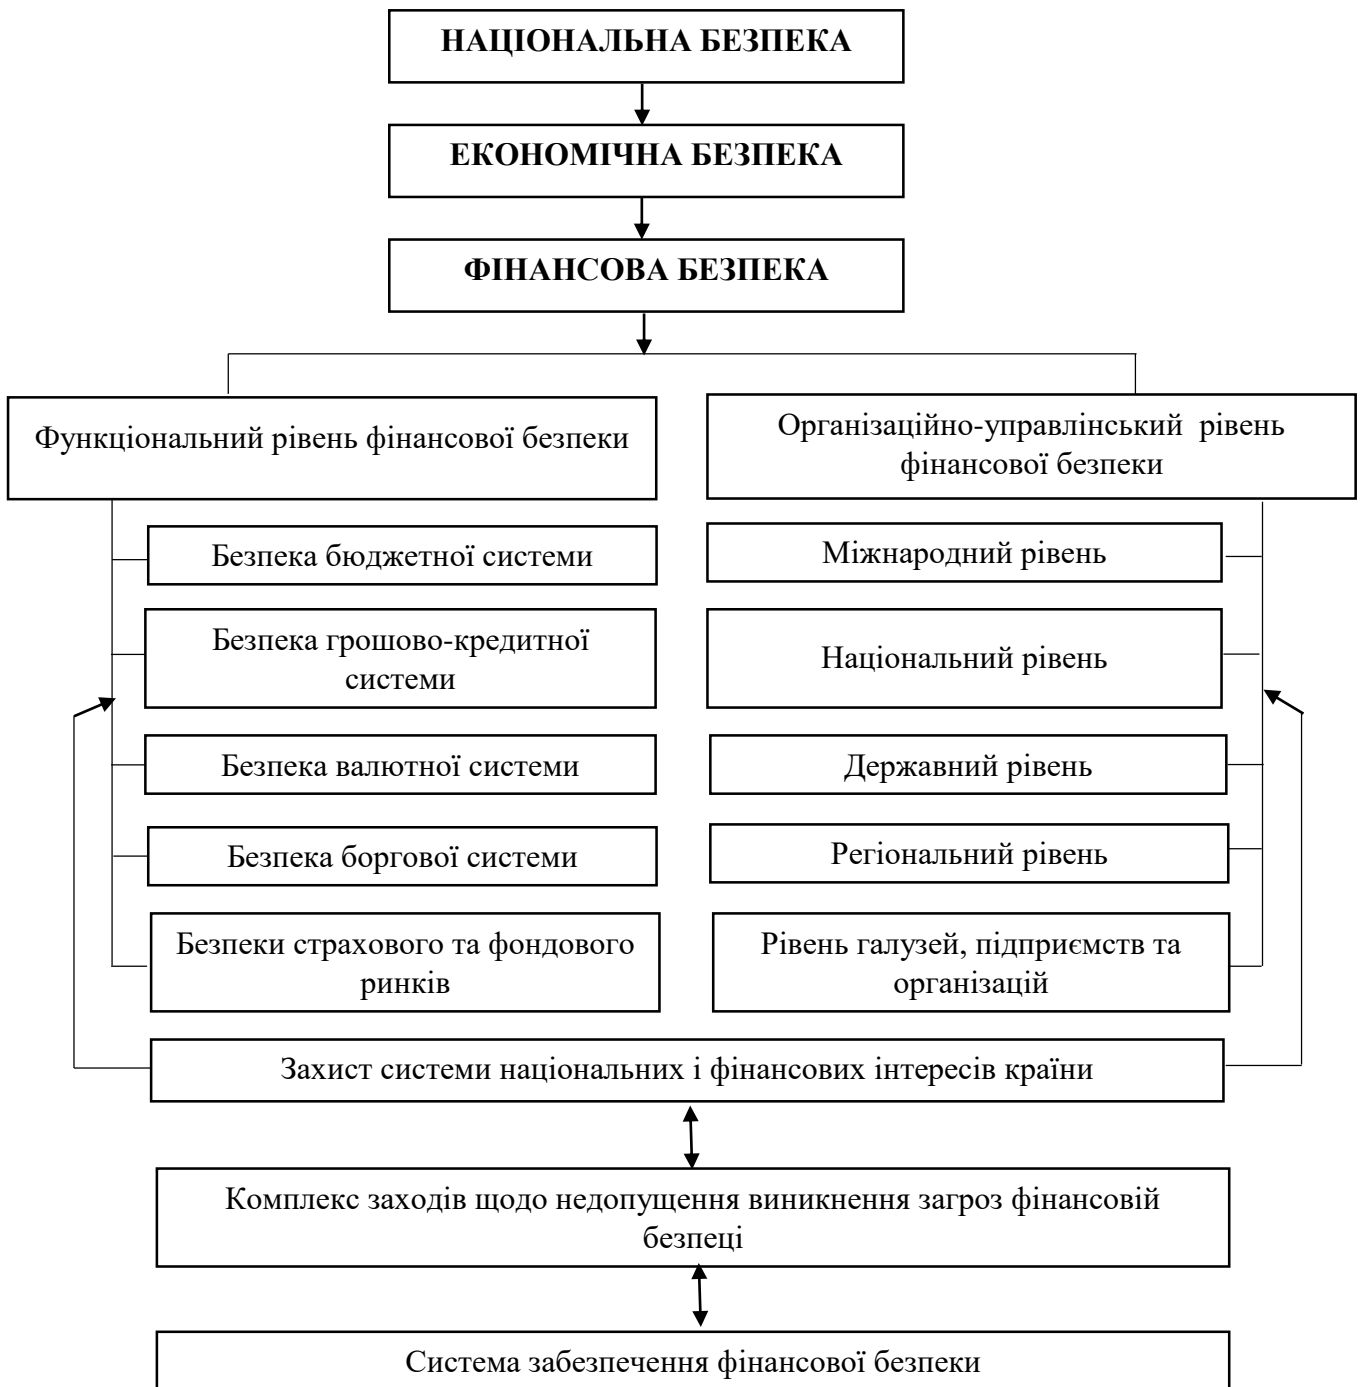 НАЦІОНАЛЬНА БЕЗПЕКА
ЕКОНОМІЧНА БЕЗПЕКА
ФІНАНСОВА БЕЗПЕКА
Функціональний рівень фінансової безпеки
Організаційно-управлінський рівень
фінансової безпеки
Безпека бюджетної системи
Безпека грошово-кредитної
системи
Безпека валютної системи
Безпека боргової системи
Безпеки страхового та фондового
ринків
Міжнародний рівень
Національний рівень
Державний рівень
Регіональний рівень
Рівень галузей, підприємств та
організацій
Захист системи національних і фінансових інтересів країни
Комплекс заходів щодо недопущення виникнення загроз фінансовій
безпеці
Система забезпечення фінансової безпеки